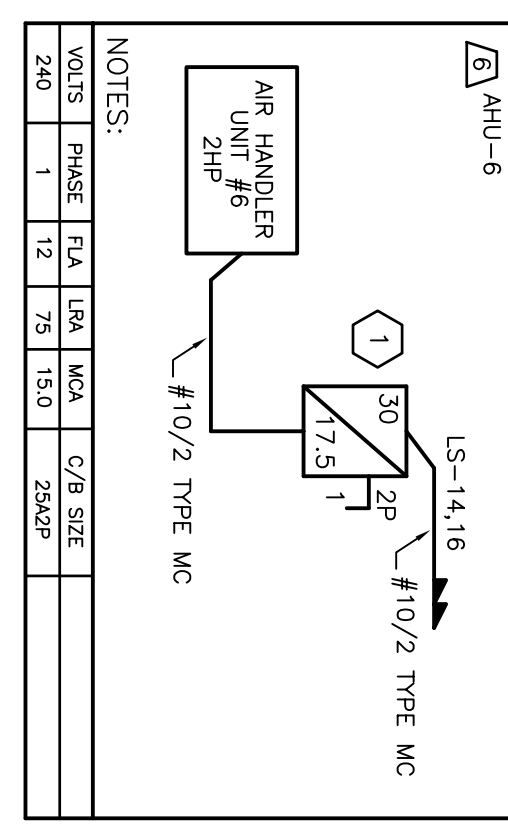 6 AHU-6
LS-14,16
#10/2 TYPE MC
1
30
17.5
2P
1
AIR HANDLER
UNIT #6
2HP
#10/2 TYPE MC
NOTES:
VOLTS PHASE FLA LRA MCA C/B SIZE
240 1 12 75 15.0 25A2P